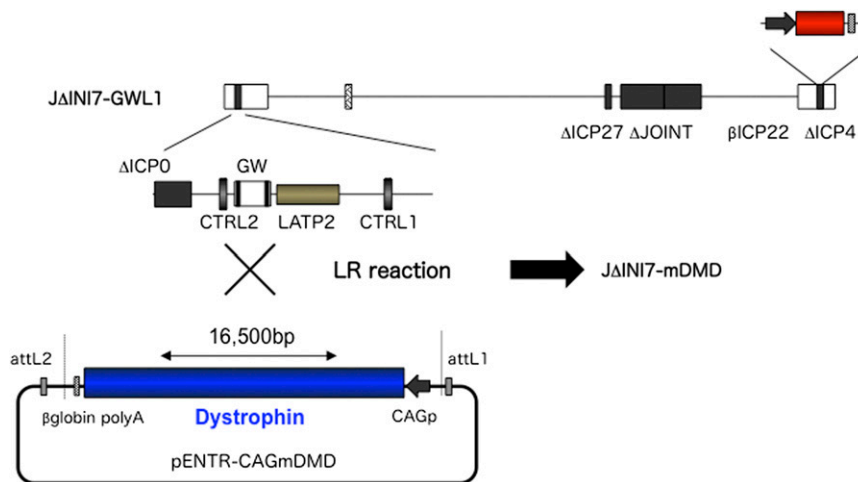 JΔINI7-GWL1
ΔICP27 ΔJOINT βICP22 ΔICP4
ΔICP0 GW
CTRL2 LATP2 CTRL1
LR reaction JΔINI7-mDMD
16,500bp
attL2 attL1
βglobin polyA Dystrophin CAGp
pENTR-CAGmDMD